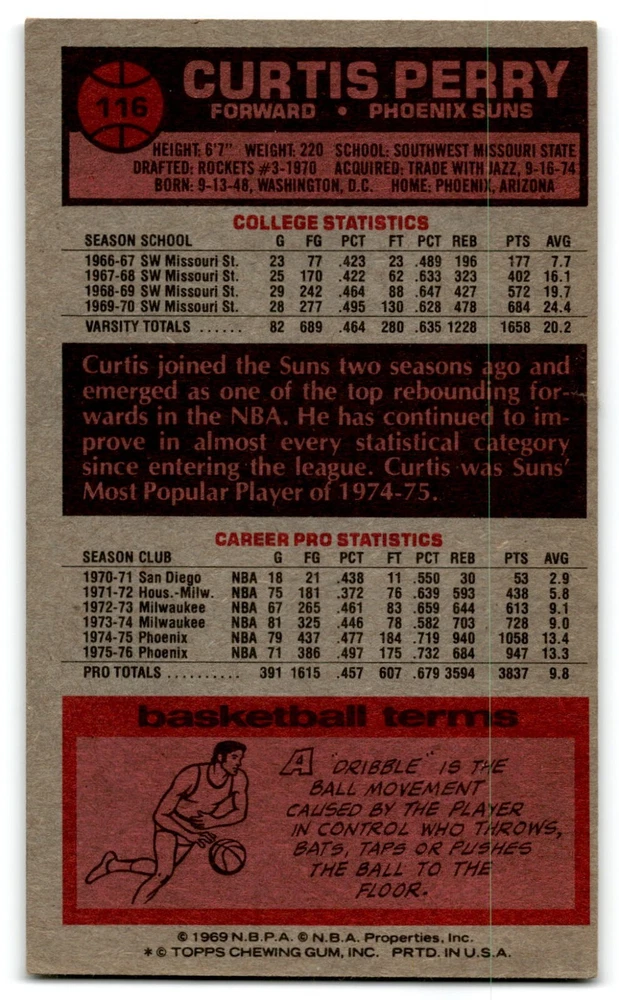 116
CURTIS PERRY
FORWARD • PHOENIX SUNS
HEIGHT: 6'7" WEIGHT: 220 SCHOOL: SOUTHWEST MISSOURI STATE
DRAFTED: ROCKETS #3-1970 ACQUIRED: TRADE WITH JAZZ, 9-16-74
BORN: 9-13-48, WASHINGTON, D.C. HOME: PHOENIX, ARIZONA
COLLEGE STATISTICS
SEASON SCHOOL G FG PCT FT PCT REB PTS AVG
1966-67 SW Missouri St. 23 77 .423 23 .489 196 177 7.7
1967-68 SW Missouri St. 25 170 .422 62 .633 323 402 16.1
1968-69 SW Missouri St. 29 242 .464 88 .647 427 572 19.7
1969-70 SW Missouri St. 28 277 .495 130 .628 478 684 24.4
VARSITY TOTALS ...... 82 689 .464 280 .635 1228 1658 20.2
Curtis joined the Suns two seasons ago and
emerged as one of the top rebounding for-
wards in the NBA. He has continued to im-
prove in almost every statistical category
since entering the league. Curtis was Suns'
Most Popular Player of 1974-75.
CAREER PRO STATISTICS
SEASON CLUB G FG PCT FT PCT REB PTS AVG
1970-71 San Diego NBA 18 21 .438 11 .550 30 53 2.9
1971-72 Hous.-Milw. NBA 75 181 .372 76 .639 593 438 5.8
1972-73 Milwaukee NBA 67 265 .461 83 .659 644 613 9.1
1973-74 Milwaukee NBA 81 325 .446 78 .582 703 728 9.0
1974-75 Phoenix NBA 79 437 .477 184 .719 940 1058 13.4
1975-76 Phoenix NBA 71 386 .497 175 .732 684 947 13.3
PRO TOTALS .......... 391 1615 .457 607 .679 3594 3837 9.8
basketball terms
A "DRIBBLE" IS THE
BALL MOVEMENT
CAUSED BY THE PLAYER
IN CONTROL WHO THROWS,
BATS, TAPS OR PUSHES
THE BALL TO THE
FLOOR.
© 1969 N.B.P.A. © N.B.A. Properties, Inc.
* © TOPPS CHEWING GUM, INC. PRTD. IN U.S.A.